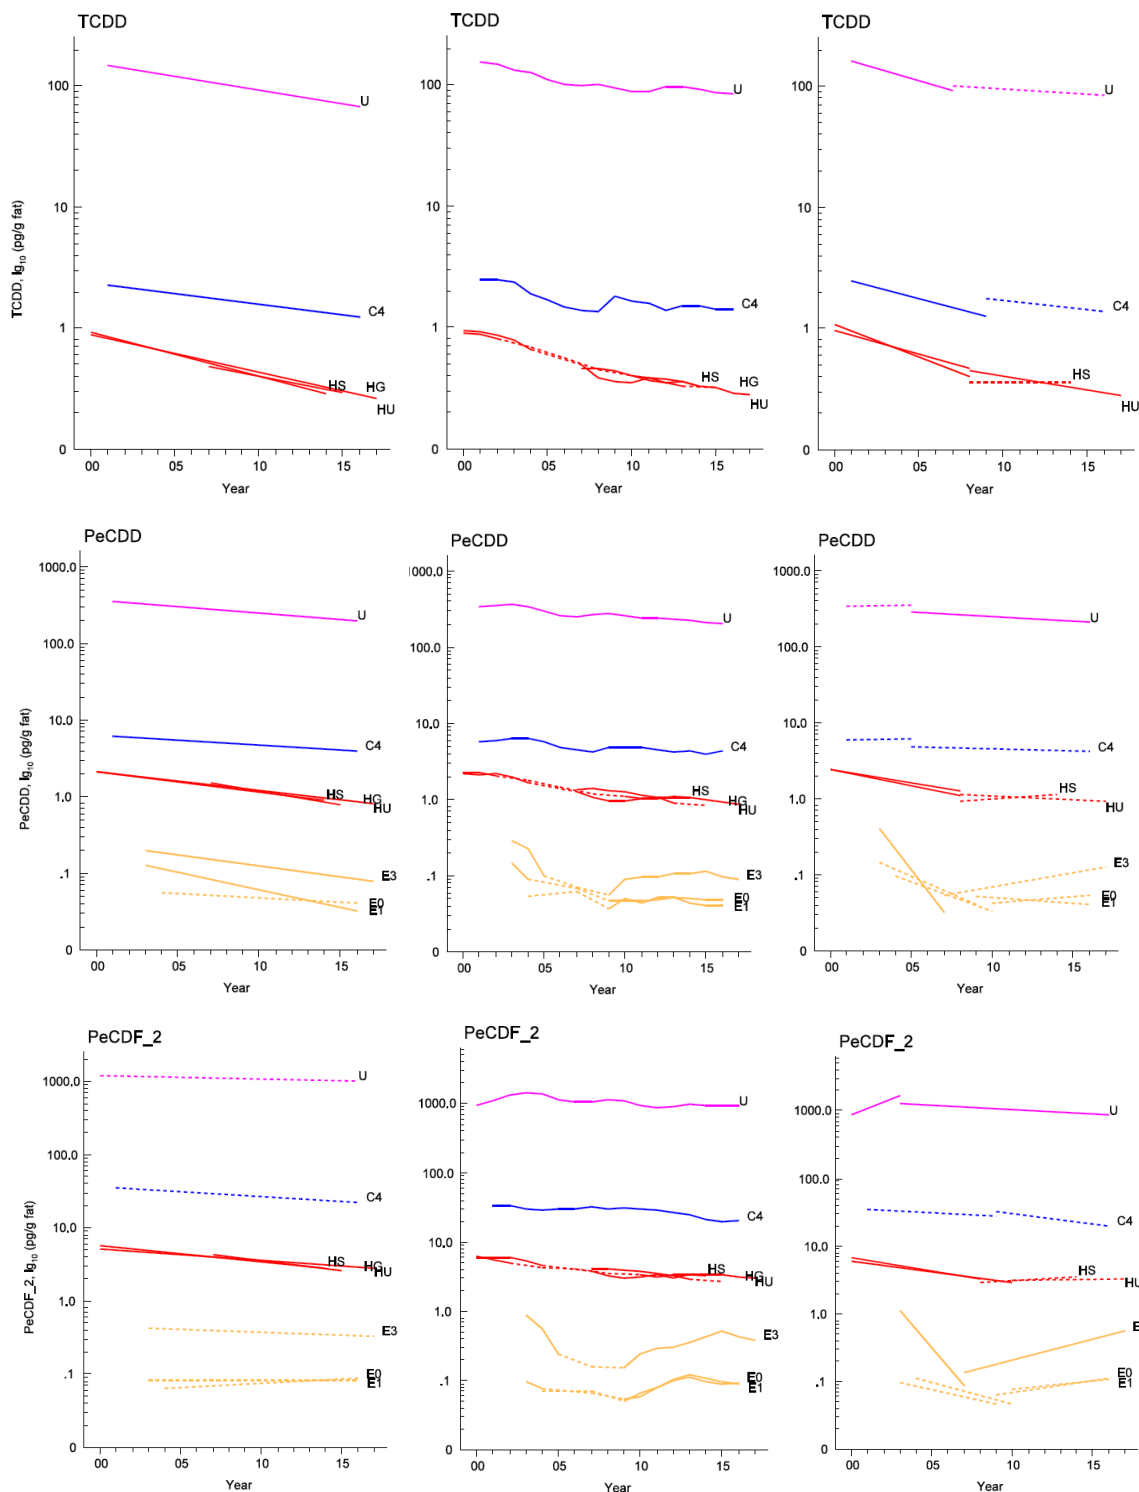 TCDD
TCDD
TCDD
TCDD, lg10 (pg/g fat)
100
10
1
0
U
C4
HS
HG
HU
00 05 10 15
Year
100
10
1
0
U
C4
HS
HG
HU
00 05 10 15
Year
100
10
1
0
U
C4
HS
HU
00 05 10 15
Year
PeCDD
PeCDD
PeCDD
PeCDD, lg10 (pg/g fat)
1000.0
100.0
10.0
1.0
.1
0
U
C4
HS
HG
HU
E3
E0
E1
00 05 10 15
Year
1000.0
100.0
10.0
1.0
.1
0
U
C4
HS
HG
HU
E3
E0
E1
00 05 10 15
Year
1000.0
100.0
10.0
1.0
.1
0
U
C4
HS
HU
E3
E0
E1
00 05 10 15
Year
PeCDF_2
PeCDF_2
PeCDF_2
PeCDF_2, lg10 (pg/g fat)
1000.0
100.0
10.0
1.0
.1
0
U
C4
HS
HG
HU
E3
E0
E1
00 05 10 15
Year
1000.0
100.0
10.0
1.0
.1
0
U
C4
HS
HG
HU
E3
E0
E1
00 05 10 15
Year
1000.0
100.0
10.0
1.0
.1
0
U
C4
HS
HU
E
00 05 10 15
Year